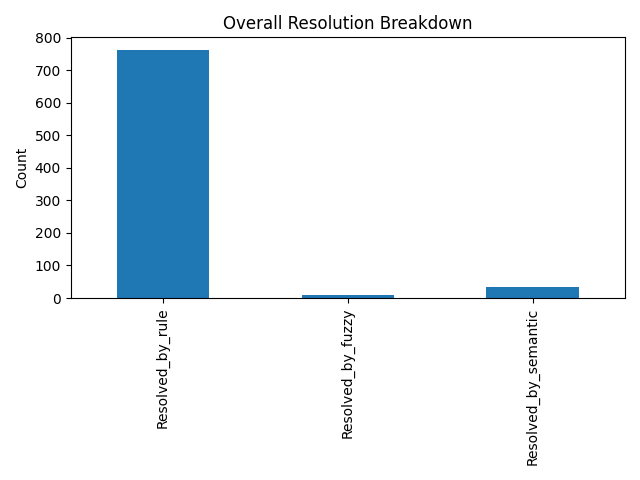 Overall Resolution Breakdown
800
700
600
500
400
300
200
100
0
Count
Resolved_by_rule
Resolved_by_fuzzy
Resolved_by_semantic